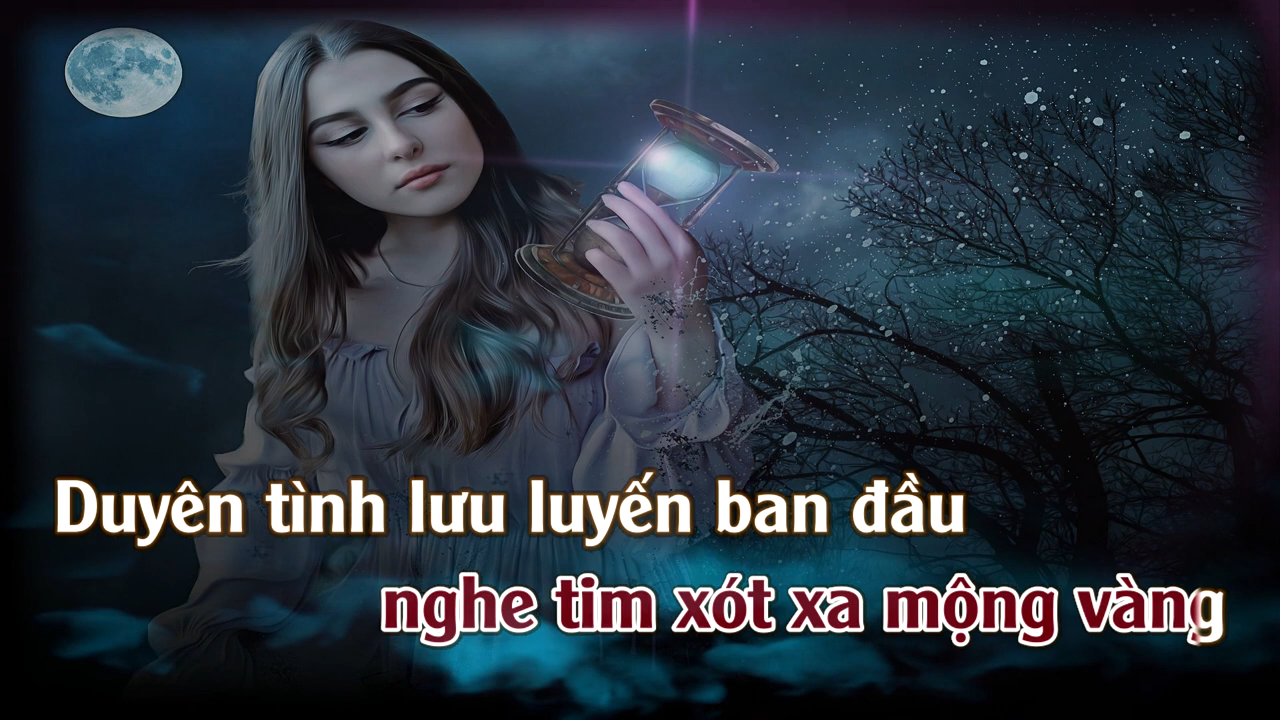 Duyên tình lưu luyến ban đầu
nghe tim xót xa mộng vàng